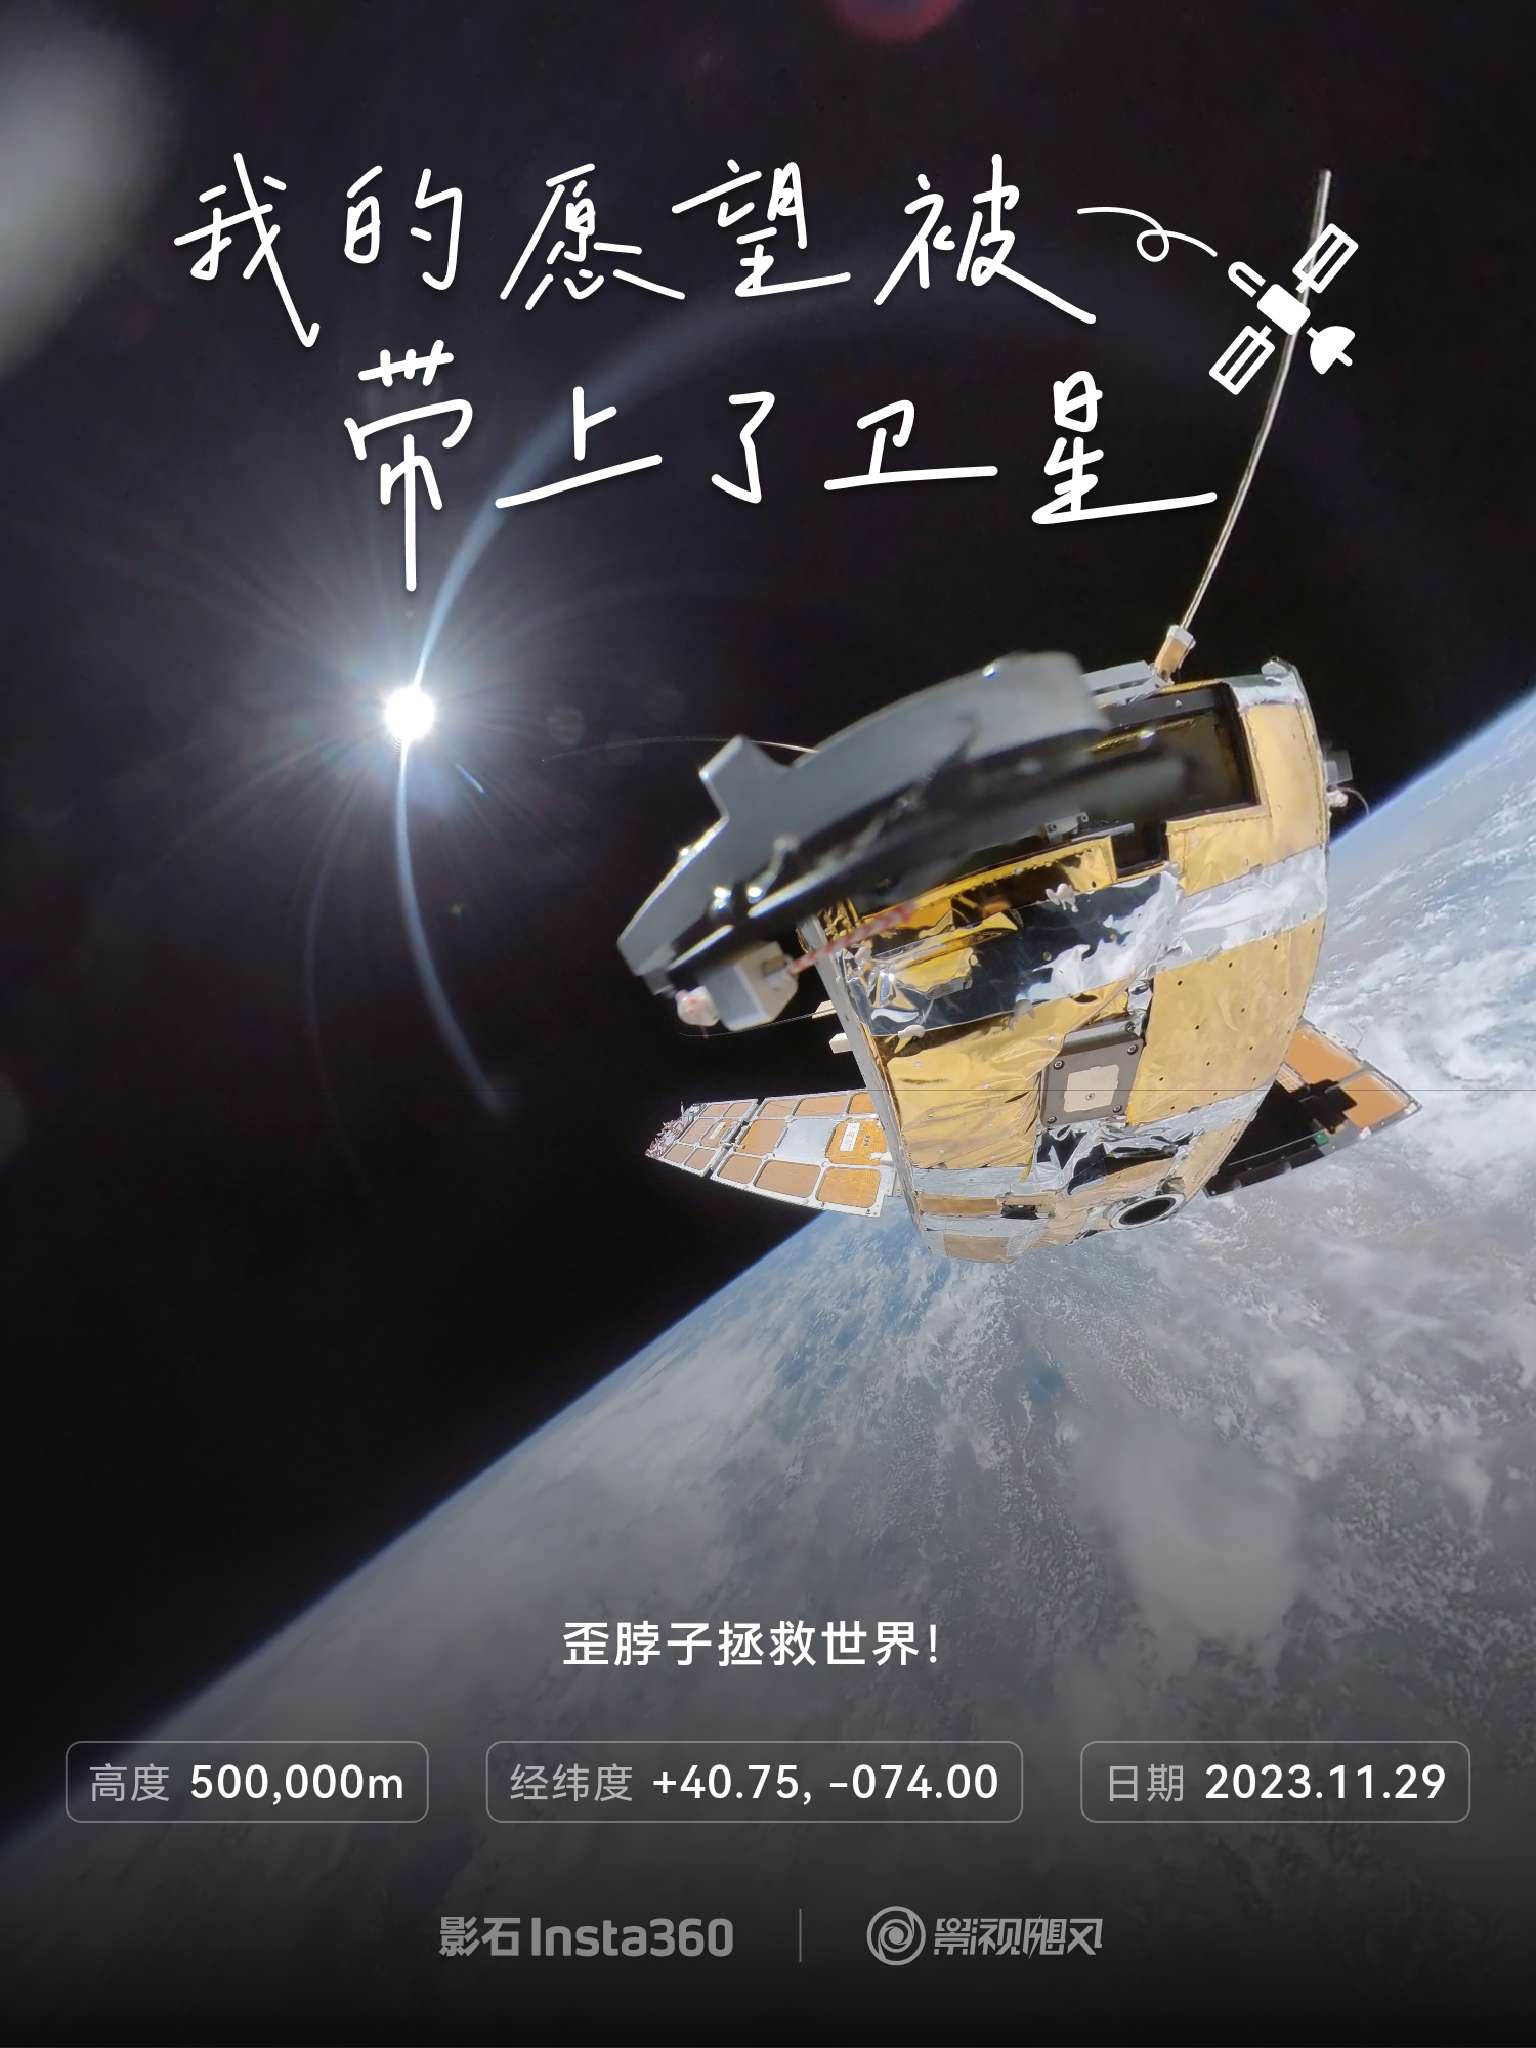 我的愿望被
带上了卫星
歪脖子拯救世界！
高度 500,000m
经纬度 +40.75, -074.00
日期 2023.11.29
影石 Insta360
影视飓风